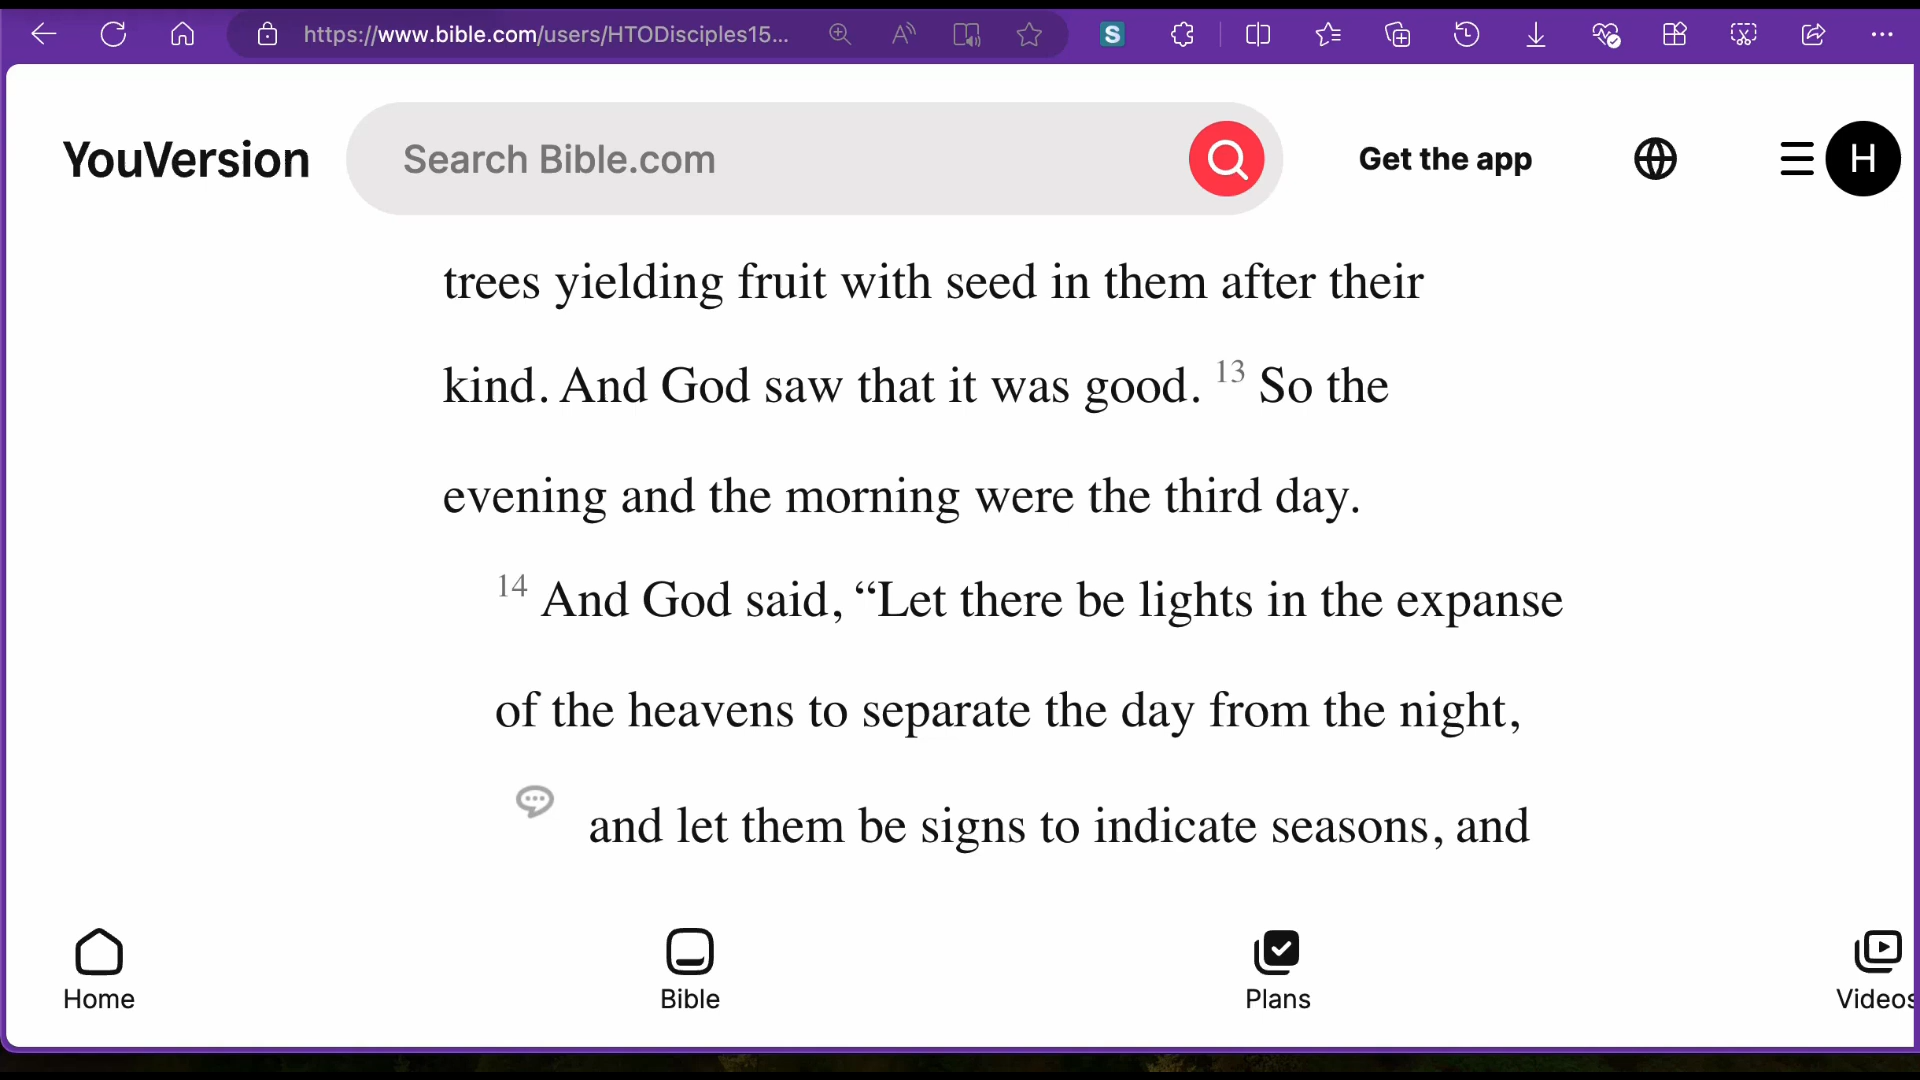 https://www.bible.com/users/HTODisciples15...
S
YouVersion
Search Bible.com
Get the app
H
trees yielding fruit with seed in them after their
kind. And God saw that it was good. 13 So the
evening and the morning were the third day.
14 And God said, “Let there be lights in the expanse
of the heavens to separate the day from the night,
and let them be signs to indicate seasons, and
Home
Bible
Plans
Videos